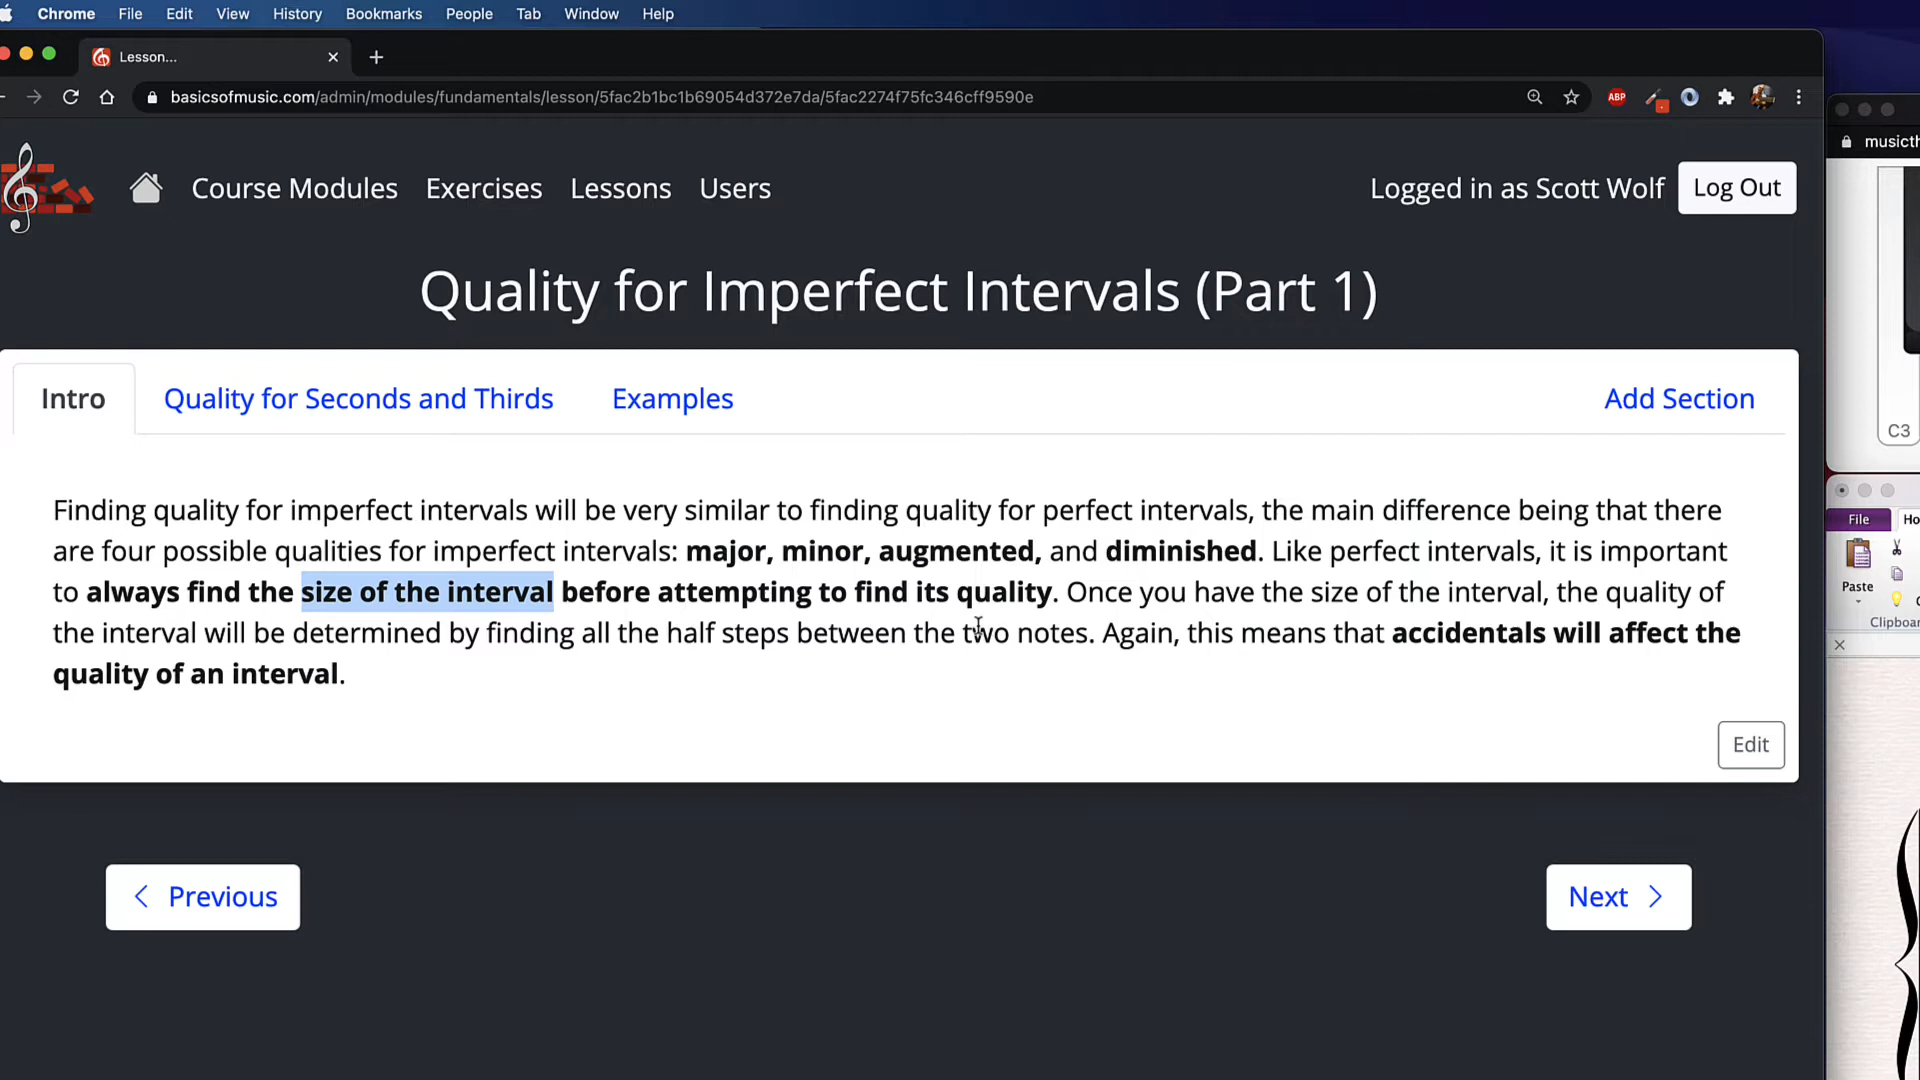 Chrome File Edit View History Bookmarks People Tab Window Help
Lesson...
basicsofmusic.com/admin/modules/fundamentals/lesson/5fac2b1bc1b69054d372e7da/5fac2274f75fc346cff9590e
ABP
Course Modules Exercises Lessons Users
Logged in as Scott Wolf Log Out
Quality for Imperfect Intervals (Part 1)
Intro Quality for Seconds and Thirds Examples Add Section
Finding quality for imperfect intervals will be very similar to finding quality for perfect intervals, the main difference being that there
are four possible qualities for imperfect intervals: major, minor, augmented, and diminished. Like perfect intervals, it is important
to always find the size of the interval before attempting to find its quality. Once you have the size of the interval, the quality of
the interval will be determined by finding all the half steps between the two notes. Again, this means that accidentals will affect the
quality of an interval.
Edit
Previous
Next
musicth
C3
File
Paste